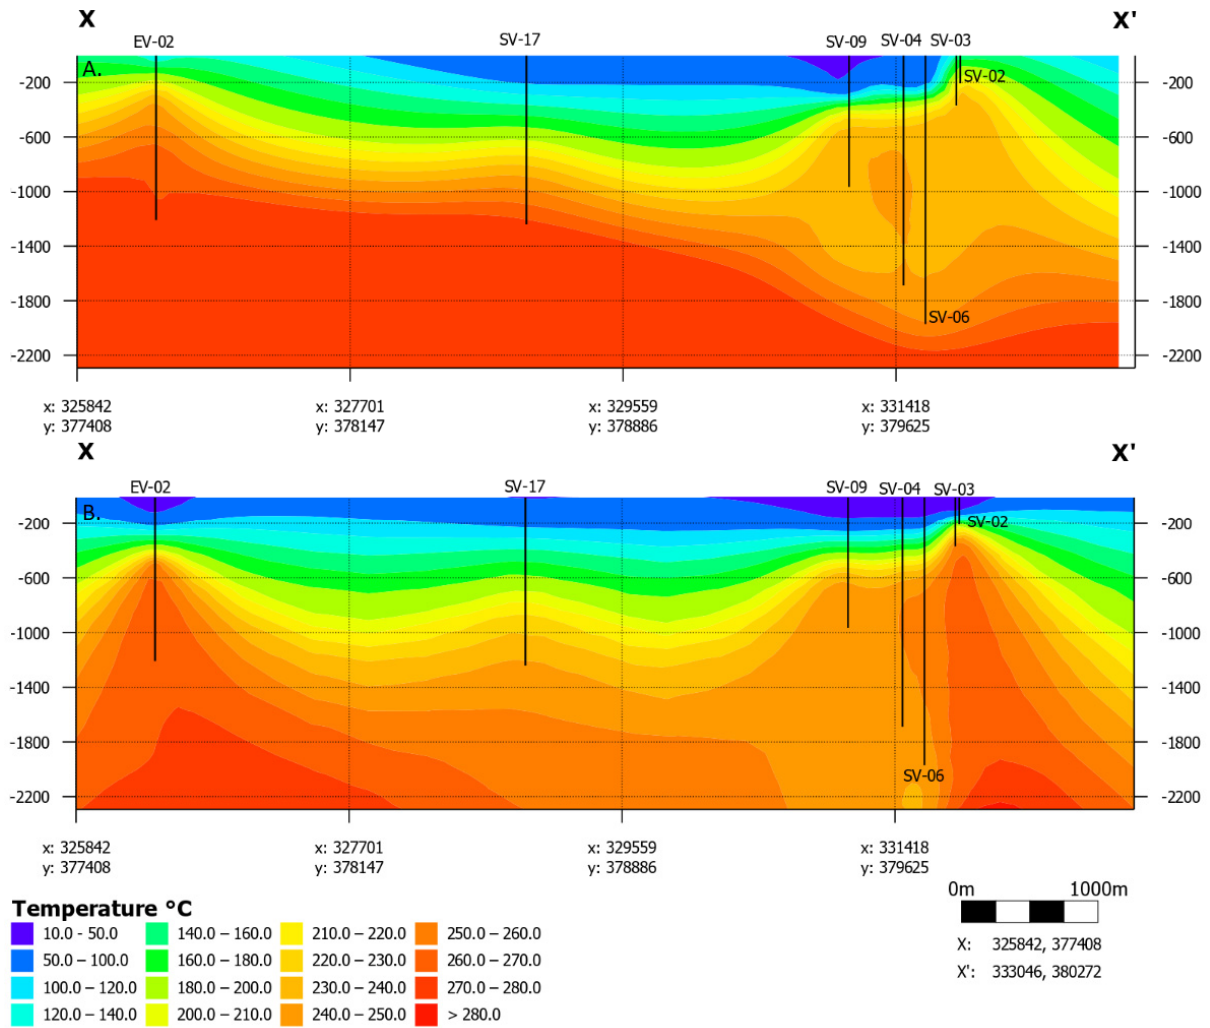 X X'
EV-02 SV-17 SV-09 SV-04 SV-03
A.
-200 SV-02 -200
-600 -600
-1000 -1000
-1400 -1400
-1800 SV-06 -1800
-2200 -2200
x: 325842 x: 327701 x: 329559 x: 331418
y: 377408 y: 378147 y: 378886 y: 379625
X X'
EV-02 SV-17 SV-09 SV-04 SV-03
B.
-200 SV-02 -200
-600 -600
-1000 -1000
-1400 -1400
-1800 -1800
SV-06
-2200 -2200
x: 325842 x: 327701 x: 329559 x: 331418
y: 377408 y: 378147 y: 378886 y: 379625
0m 1000m
Temperature °C
10.0 - 50.0 140.0 – 160.0 210.0 – 220.0 250.0 – 260.0
50.0 – 100.0 160.0 – 180.0 220.0 – 230.0 260.0 – 270.0
100.0 – 120.0 180.0 – 200.0 230.0 – 240.0 270.0 – 280.0
120.0 – 140.0 200.0 – 210.0 240.0 – 250.0 > 280.0
X: 325842, 377408
X': 333046, 380272